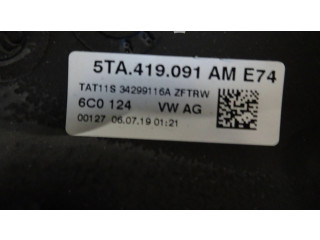 5TA.419.091 AM E74
TAT11S 34299116A ZFTRW
6C0 124 VW AG
00127 06.07.19 01:21